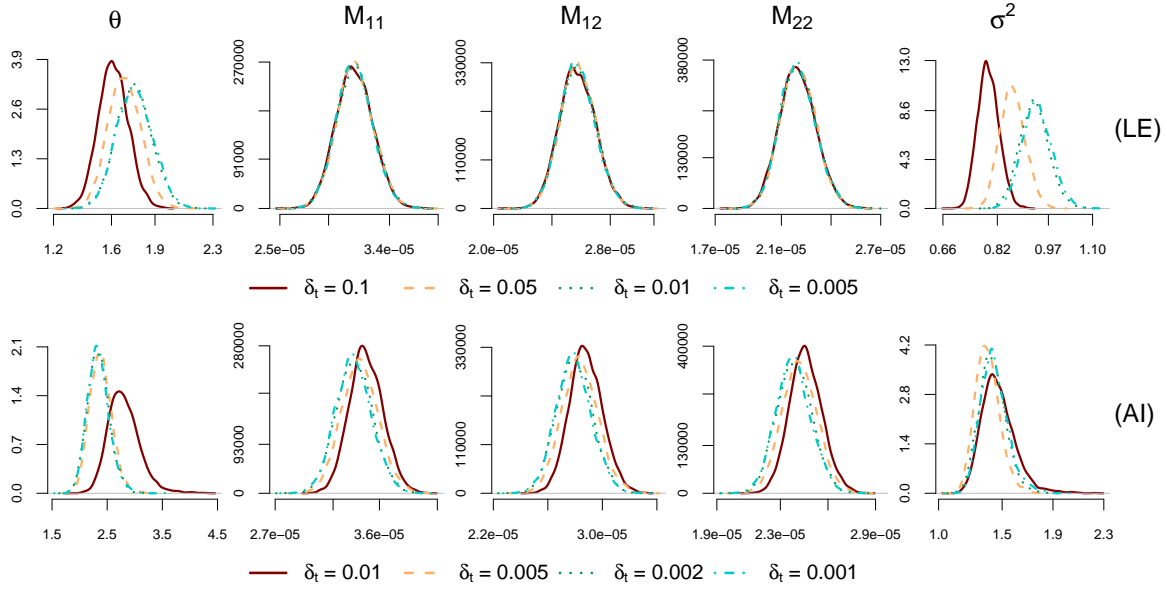 θ M₁₁ M₁₂ M₂₂ σ²
0.0 1.3 2.6 3.9
1.2 1.6 1.9 2.3
0 91000 270000
2.5e−05 3.4e−05
0 110000 330000
2.0e−05 2.8e−05
0 130000 380000
1.7e−05 2.1e−05 2.7e−05
0.0 4.3 8.6 13.0
0.66 0.82 0.97 1.10
(LE)
δt = 0.1 δt = 0.05 δt = 0.01 δt = 0.005
0.0 0.7 1.4 2.1
1.5 2.5 3.5 4.5
0 93000 280000
2.7e−05 3.6e−05
0 110000 330000
2.2e−05 3.0e−05
0 130000 400000
1.9e−05 2.3e−05 2.9e−05
0.0 1.4 2.8 4.2
1.0 1.5 1.9 2.3
(AI)
δt = 0.01 δt = 0.005 δt = 0.002 δt = 0.001